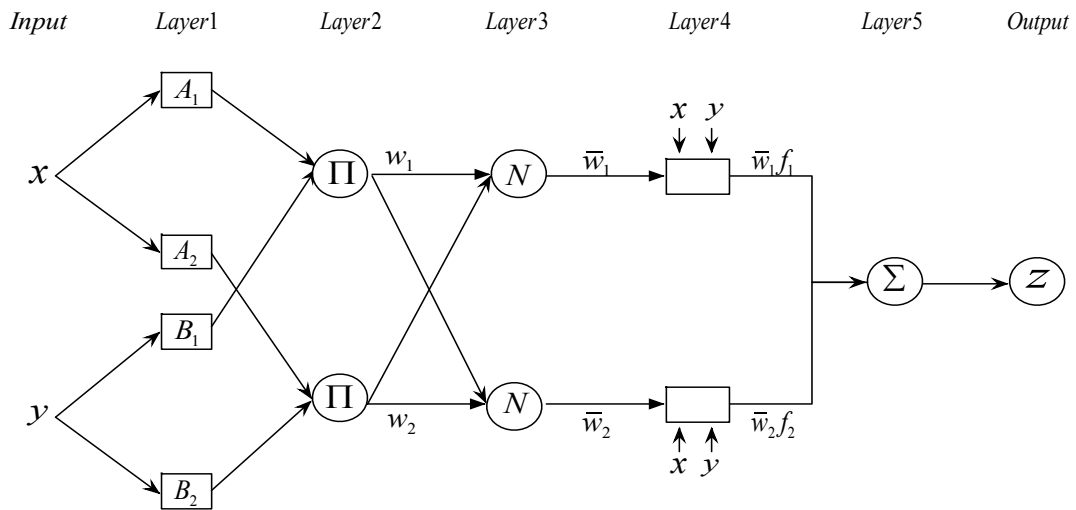 Input Layer1 Layer2 Layer3 Layer4 Layer5 Output
A₁
x y
x Π w₁ N w̅₁ w̅₁f₁
A₂
Σ z
B₁
y Π w₂ N w̅₂ w̅₂f₂
x y
B₂